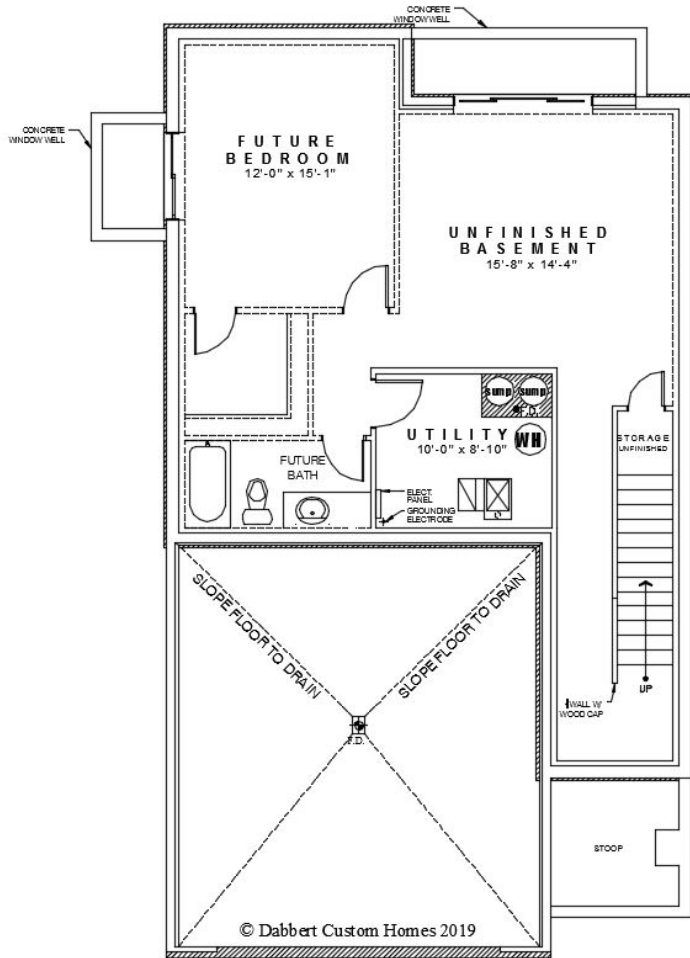 CONCRETE
WINDOW WELL
CONCRETE
WINDOW WELL
FUTURE
BEDROOM
12'-0" x 15'-1"
UNFINISHED
BASEMENT
15'-8" x 14'-4"
sump sump
F.D.
UTILITY
10'-0" x 8'-10"
WH
STORAGE
UNFINISHED
FUTURE
BATH
ELECT.
PANEL
GROUNDING
ELECTRODE
SLOPE FLOOR TO DRAIN
SLOPE FLOOR TO DRAIN
UP
WALL W/
WOOD CAP
F.D.
STOOP
© Dabbert Custom Homes 2019